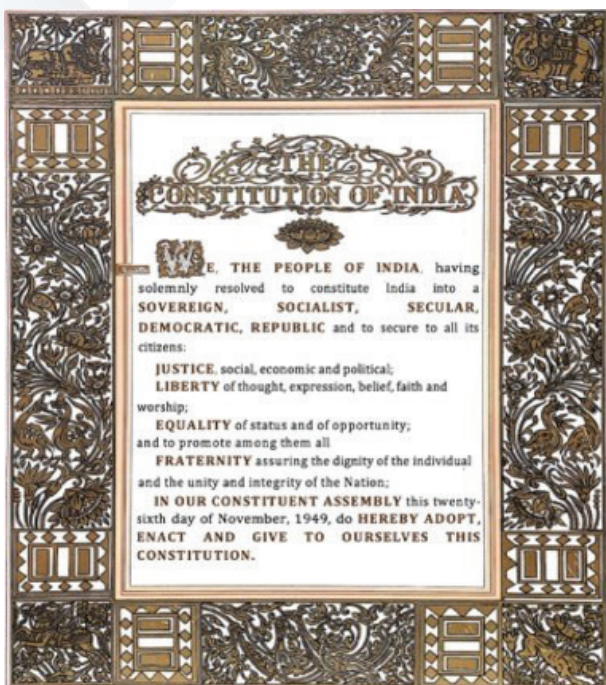 THE
CONSTITUTION OF INDIA
WE, THE PEOPLE OF INDIA, having
solemnly resolved to constitute India into a
SOVEREIGN, SOCIALIST, SECULAR,
DEMOCRATIC, REPUBLIC and to secure to all its
citizens:
JUSTICE, social, economic and political;
LIBERTY of thought, expression, belief, faith and
worship;
EQUALITY of status and of opportunity;
and to promote among them all
FRATERNITY assuring the dignity of the individual
and the unity and integrity of the Nation;
IN OUR CONSTITUENT ASSEMBLY this twenty-
sixth day of November, 1949, do HEREBY ADOPT,
ENACT AND GIVE TO OURSELVES THIS
CONSTITUTION.